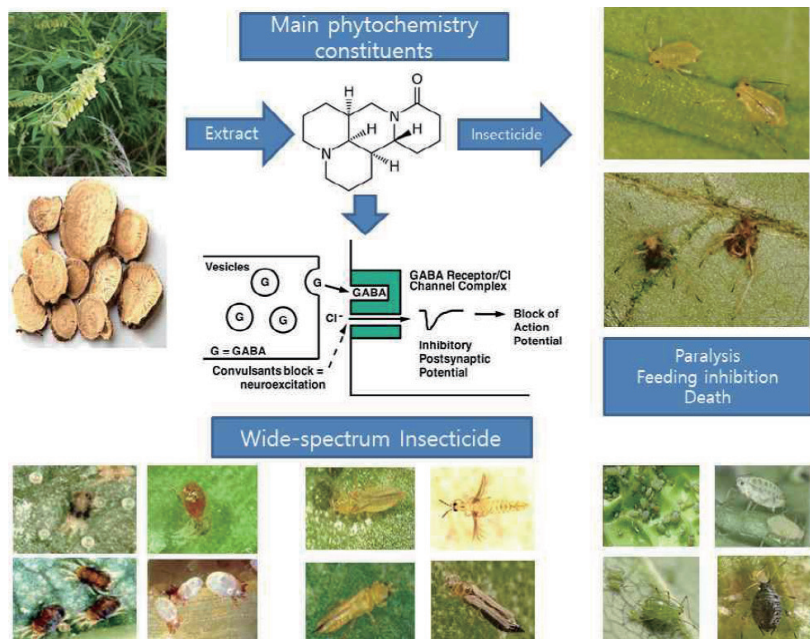 Main phytochemistry
constituents
Extract
Insecticide
O
H
N
H
H
N
H
Vesicles
G
G
G
G
G = GABA
GABA
Cl-
GABA Receptor/Cl
Channel Complex
Block of
Action
Potential
Inhibitory
Postsynaptic
Potential
Convulsants block =
neuroexcitation
Paralysis
Feeding inhibition
Death
Wide-spectrum Insecticide